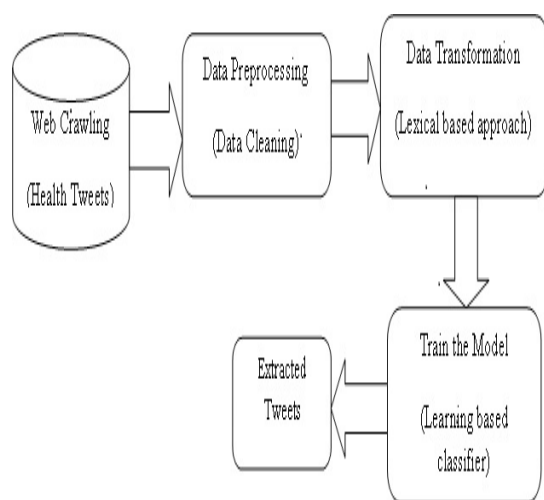 Web Crawling
(Health Tweets)
Data Preprocessing
(Data Cleaning)
Data Transformation
(Lexical based approach)
Train the Model
(Learning based
classifier)
Extracted
Tweets